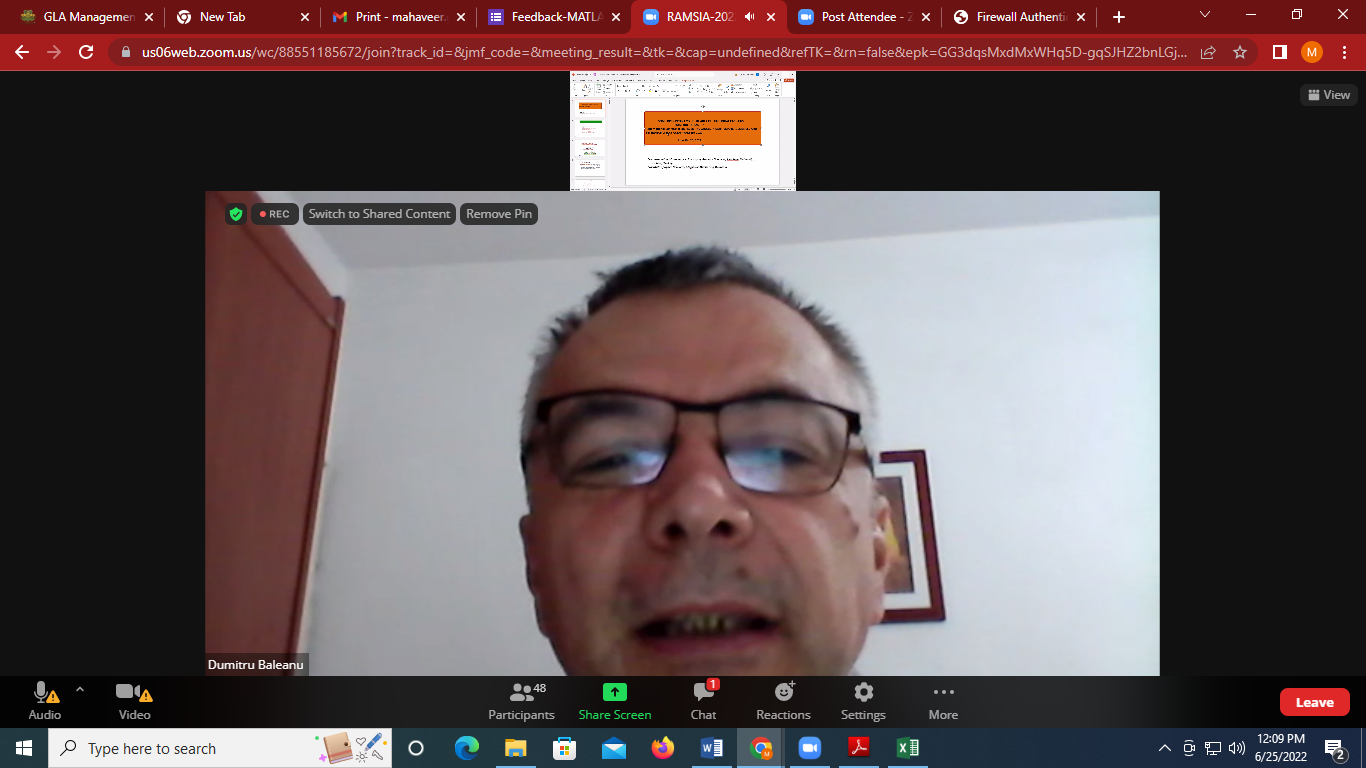 GLA Managemen
New Tab
Print - mahaveer.
Feedback-MATLA
RAMSIA-202
Post Attendee - Z
Firewall Authenti
us06web.zoom.us/wc/88551185672/join?track_id=&jmf_code=&meeting_result=&tk=&cap=undefined&refTK=&rn=false&epk=GG3dqsMxdMxWHq5D-gqSJHZ2bnLGj...
M
View
REC
Switch to Shared Content
Remove Pin
Dumitru Baleanu
48
1
Audio
Video
Participants
Share Screen
Chat
Reactions
Settings
More
Leave
Type here to search
12:09 PM
6/25/2022
2